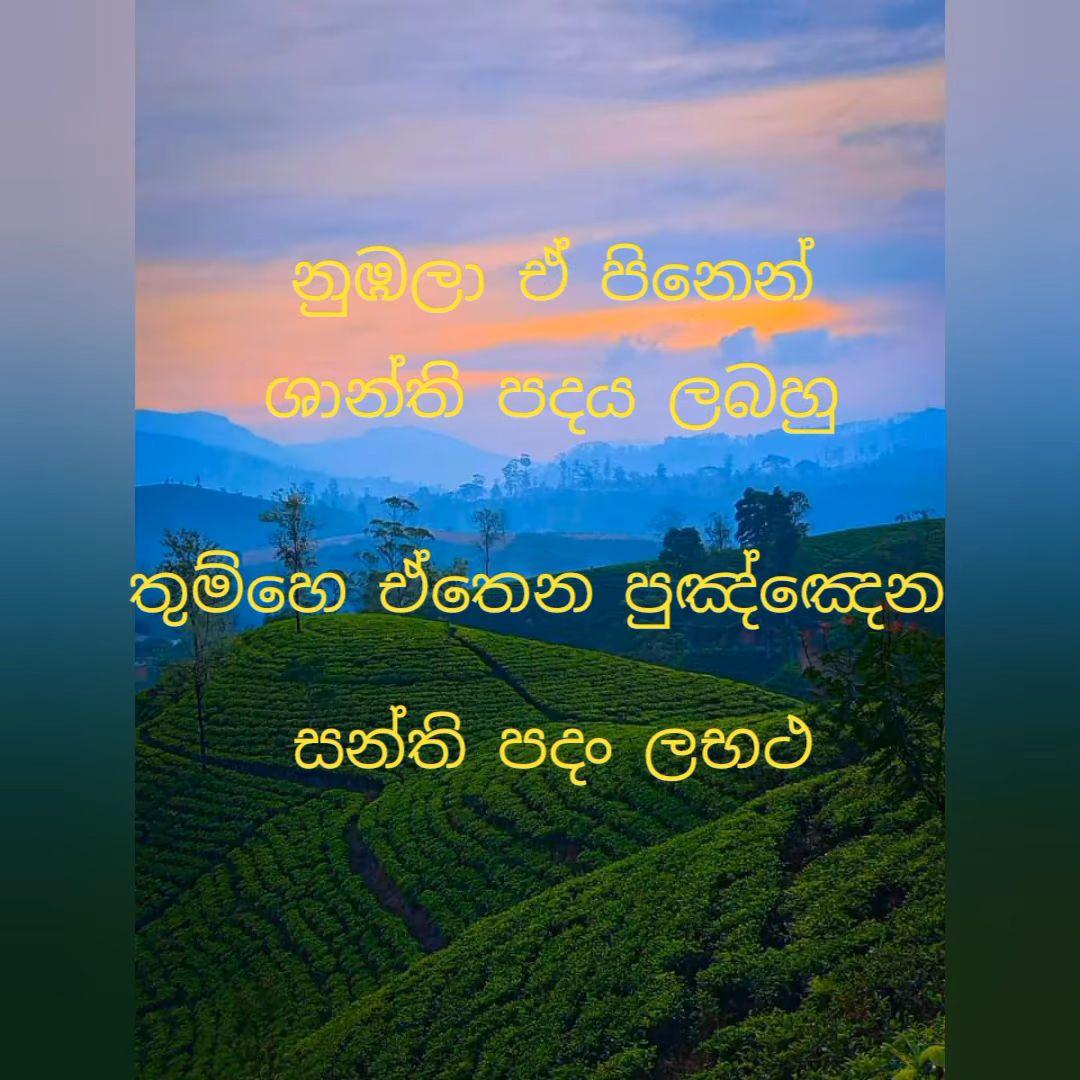 නුඹලා ඒ පිනෙන්
ශාන්ති පදය ලබහු
තුම්හෙ ඒතෙන පුඤ්ඤෙන
සන්ති පදං ලභථ